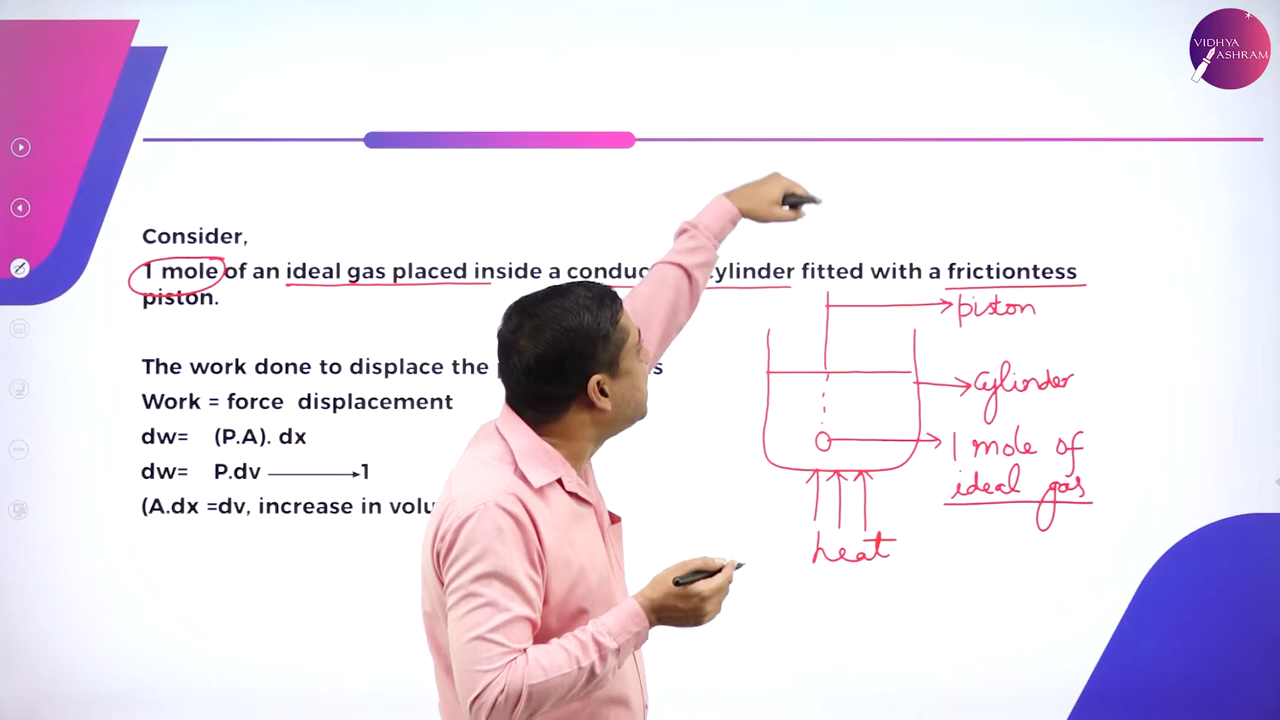 VIDHYA
ASHRAM
Consider,
1 mole of an ideal gas placed inside a cylinder fitted with a frictiontess
piston.
The work done to displace the
Work = force displacement
dw= (P.A). dx
dw= P.dv 1
(A.dx =dv, increase in
piston
cylinder
1 mole of
ideal gas
heat